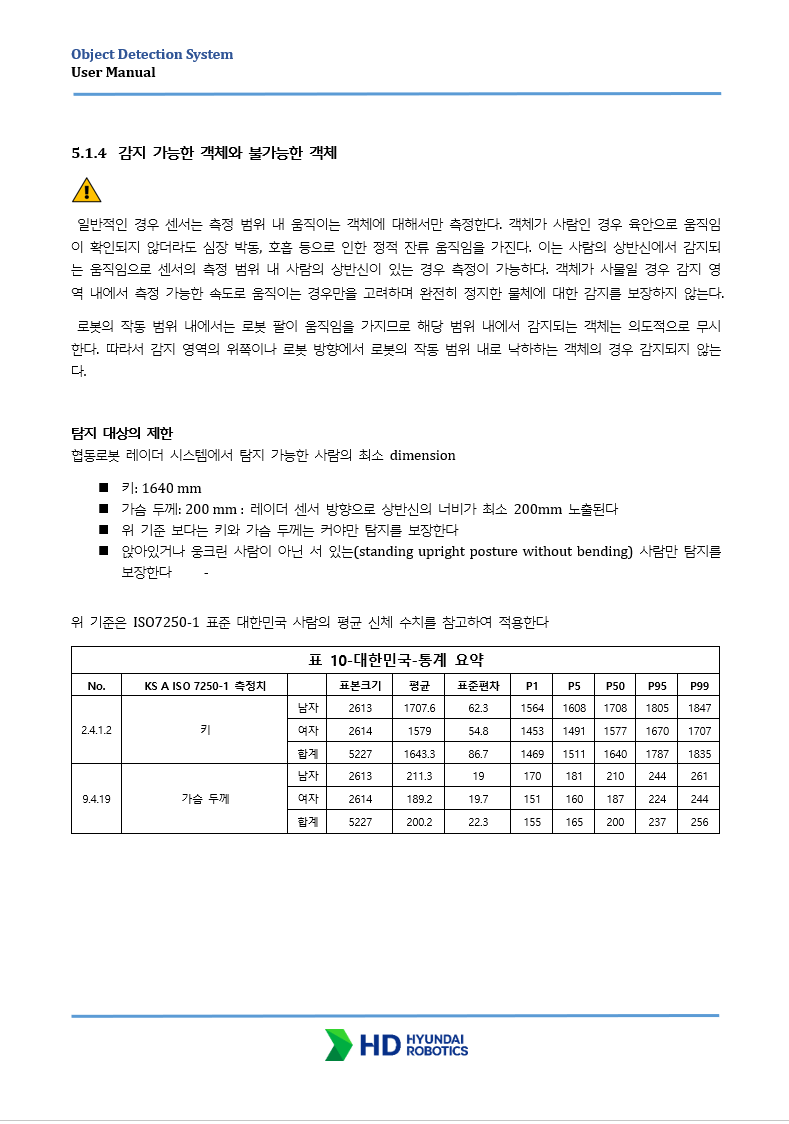 Object Detection System
User Manual
5.1.4 감지 가능한 객체와 불가능한 객체
일반적인 경우 센서는 측정 범위 내 움직이는 객체에 대해서만 측정한다. 객체가 사람인 경우 육안으로 움직임
이 확인되지 않더라도 심장 박동, 호흡 등으로 인한 정적 잔류 움직임을 가진다. 이는 사람의 상반신에서 감지되
는 움직임으로 센서의 측정 범위 내 사람의 상반신이 있는 경우 측정이 가능하다. 객체가 사물일 경우 감지 영
역 내에서 측정 가능한 속도로 움직이는 경우만을 고려하며 완전히 정지한 물체에 대한 감지를 보장하지 않는다.
로봇의 작동 범위 내에서는 로봇 팔이 움직임을 가지므로 해당 범위 내에서 감지되는 객체는 의도적으로 무시
한다. 따라서 감지 영역의 위쪽이나 로봇 방향에서 로봇의 작동 범위 내로 낙하하는 객체의 경우 감지되지 않는
다.
탐지 대상의 제한
협동로봇 레이더 시스템에서 탐지 가능한 사람의 최소 dimension
■ 키: 1640 mm
■ 가슴 두께: 200 mm : 레이더 센서 방향으로 상반신의 너비가 최소 200mm 노출된다
■ 위 기준 보다는 키와 가슴 두께는 커야만 탐지를 보장한다
■ 앉아있거나 웅크린 사람이 아닌 서 있는(standing upright posture without bending) 사람만 탐지를
보장한다 -
위 기준은 ISO7250-1 표준 대한민국 사람의 평균 신체 수치를 참고하여 적용한다
표 10-대한민국-통계 요약
No. KS A ISO 7250-1 측정치 표본크기 평균 표준편차 P1 P5 P50 P95 P99
남자 2613 1707.6 62.3 1564 1608 1708 1805 1847
2.4.1.2 키 여자 2614 1579 54.8 1453 1491 1577 1670 1707
합계 5227 1643.3 86.7 1469 1511 1640 1787 1835
남자 2613 211.3 19 170 181 210 244 261
9.4.19 가슴 두께 여자 2614 189.2 19.7 151 160 187 224 244
합계 5227 200.2 22.3 155 165 200 237 256
HD HYUNDAI
ROBOTICS